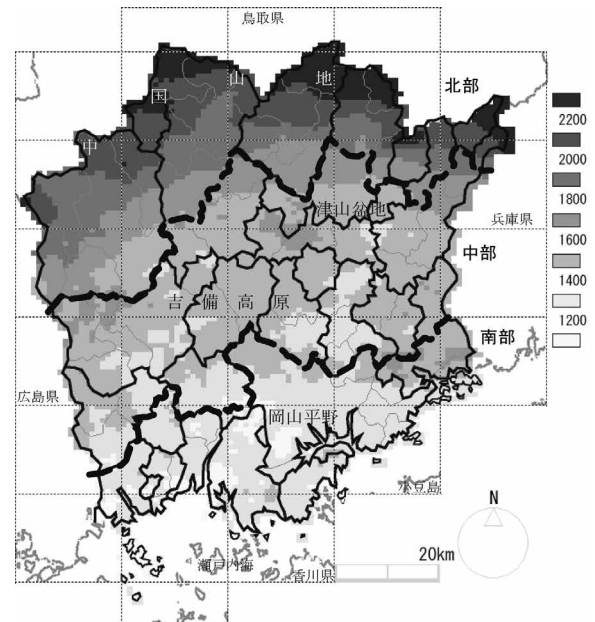 鳥取県
北部
中国山地
2200
2000
1800
1600
1400
1200
津山盆地
兵庫県
中部
吉備高原
南部
広島県
岡山平野
小豆島
N
20km
瀬戸内海
香川県